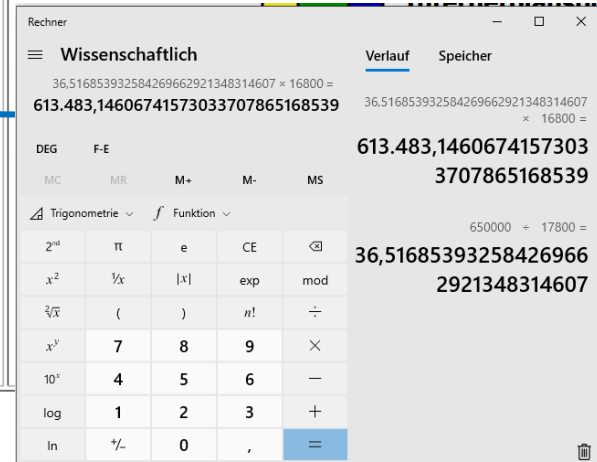 Rechner
Wissenschaftlich
36,516853932584269662921348314607 × 16800 =
613.483,14606741573033707865168539
DEG F-E
MC MR M+ M- MS
Trigonometrie f Funktion
2ⁿᵈ π e CE
x² ¹/x |x| exp mod
²√x ( ) n! ÷
xʸ 7 8 9 ×
10ˣ 4 5 6 −
log 1 2 3 +
ln +/− 0 , =
Verlauf Speicher
36,516853932584269662921348314607
× 16800 =
613.483,1460674157303
3707865168539
650000 ÷ 17800 =
36,51685393258426966
2921348314607